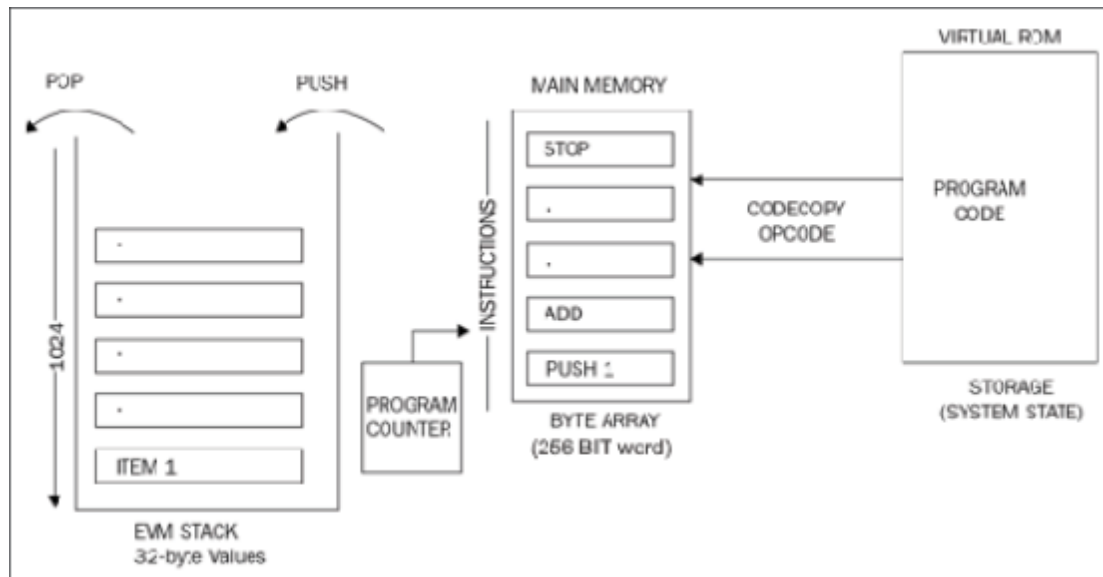 POP
PUSH
1024
.
.
.
.
ITEM 1
EVM STACK
32-byte Values
PROGRAM
COUNTER
INSTRUCTIONS
MAIN MEMORY
STOP
.
.
ADD
PUSH 1
BYTE ARRAY
(256 BIT word)
CODECOPY
OPCODE
VIRTUAL ROM
PROGRAM
CODE
STORAGE
(SYSTEM STATE)